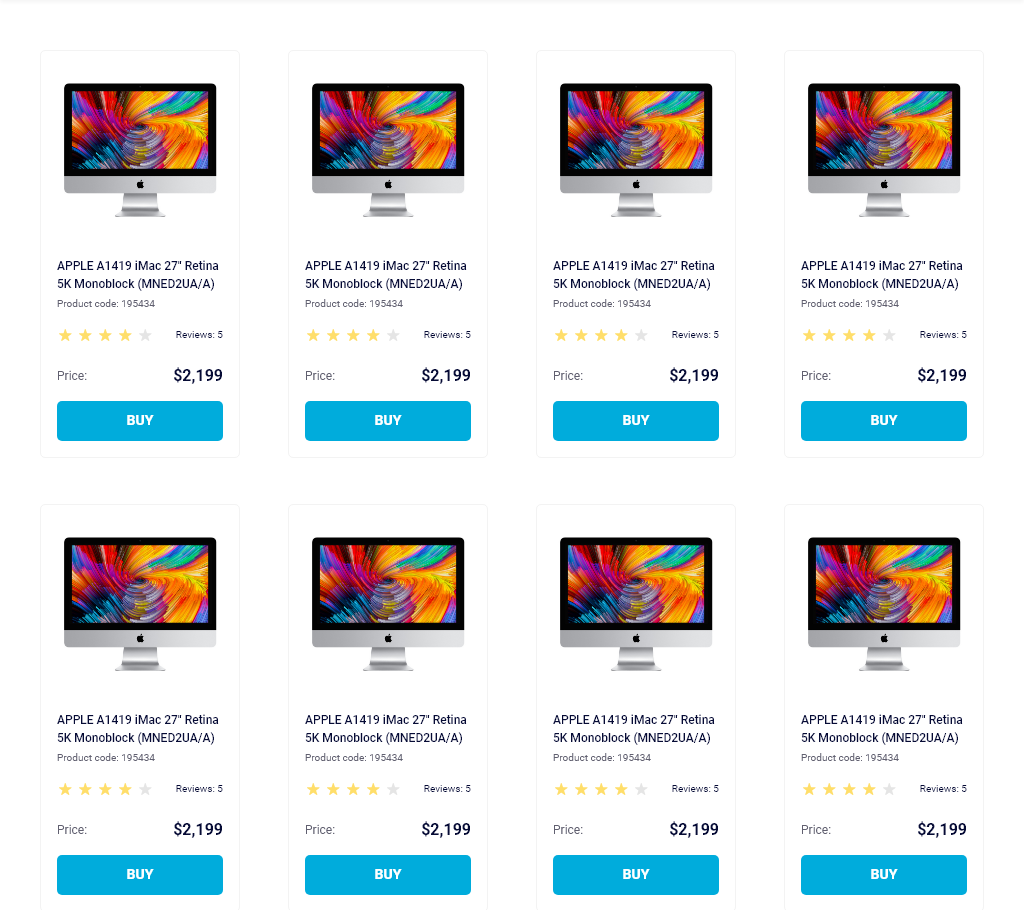 APPLE A1419 iMac 27" Retina
5K Monoblock (MNED2UA/A)
Product code: 195434
Reviews: 5
Price: $2,199
BUY
APPLE A1419 iMac 27" Retina
5K Monoblock (MNED2UA/A)
Product code: 195434
Reviews: 5
Price: $2,199
BUY
APPLE A1419 iMac 27" Retina
5K Monoblock (MNED2UA/A)
Product code: 195434
Reviews: 5
Price: $2,199
BUY
APPLE A1419 iMac 27" Retina
5K Monoblock (MNED2UA/A)
Product code: 195434
Reviews: 5
Price: $2,199
BUY
APPLE A1419 iMac 27" Retina
5K Monoblock (MNED2UA/A)
Product code: 195434
Reviews: 5
Price: $2,199
BUY
APPLE A1419 iMac 27" Retina
5K Monoblock (MNED2UA/A)
Product code: 195434
Reviews: 5
Price: $2,199
BUY
APPLE A1419 iMac 27" Retina
5K Monoblock (MNED2UA/A)
Product code: 195434
Reviews: 5
Price: $2,199
BUY
APPLE A1419 iMac 27" Retina
5K Monoblock (MNED2UA/A)
Product code: 195434
Reviews: 5
Price: $2,199
BUY